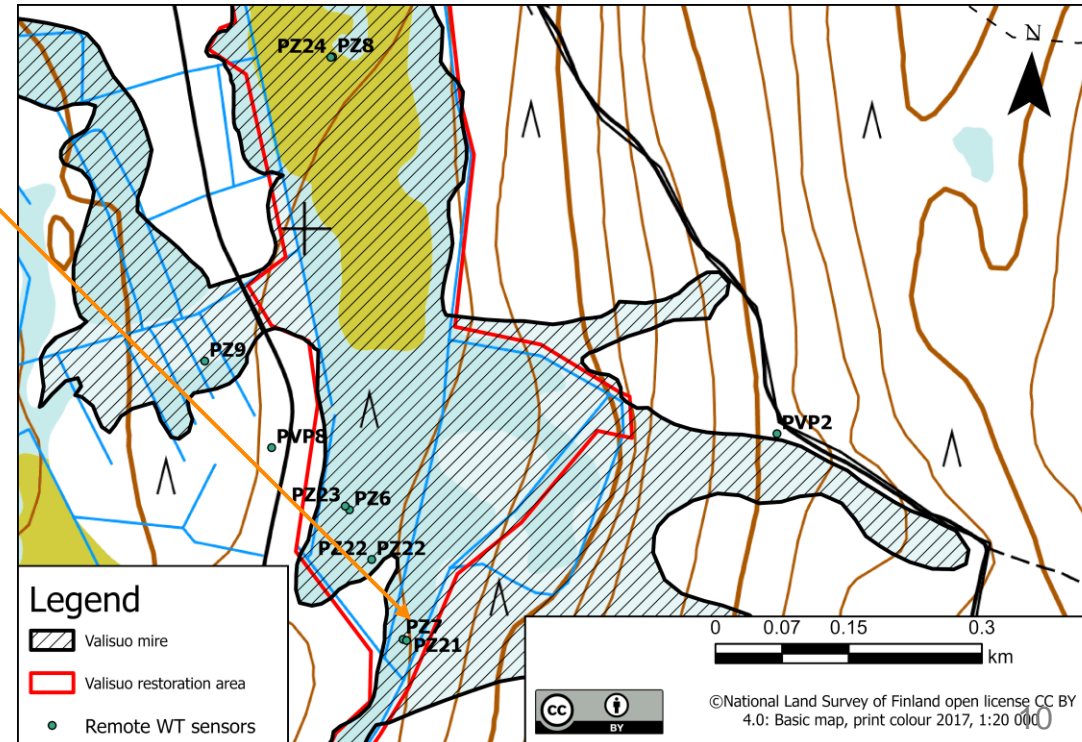 N
PZ24 PZ8
PZ9
PVP8
PVP2
PZ23 PZ6
PZ22 PZ22
PZ7
PZ21
Legend
Valisuo mire
Valisuo restoration area
Remote WT sensors
0 0.07 0.15 0.3
km
cc
BY
©National Land Survey of Finland open license CC BY
4.0: Basic map, print colour 2017, 1:20 000
10